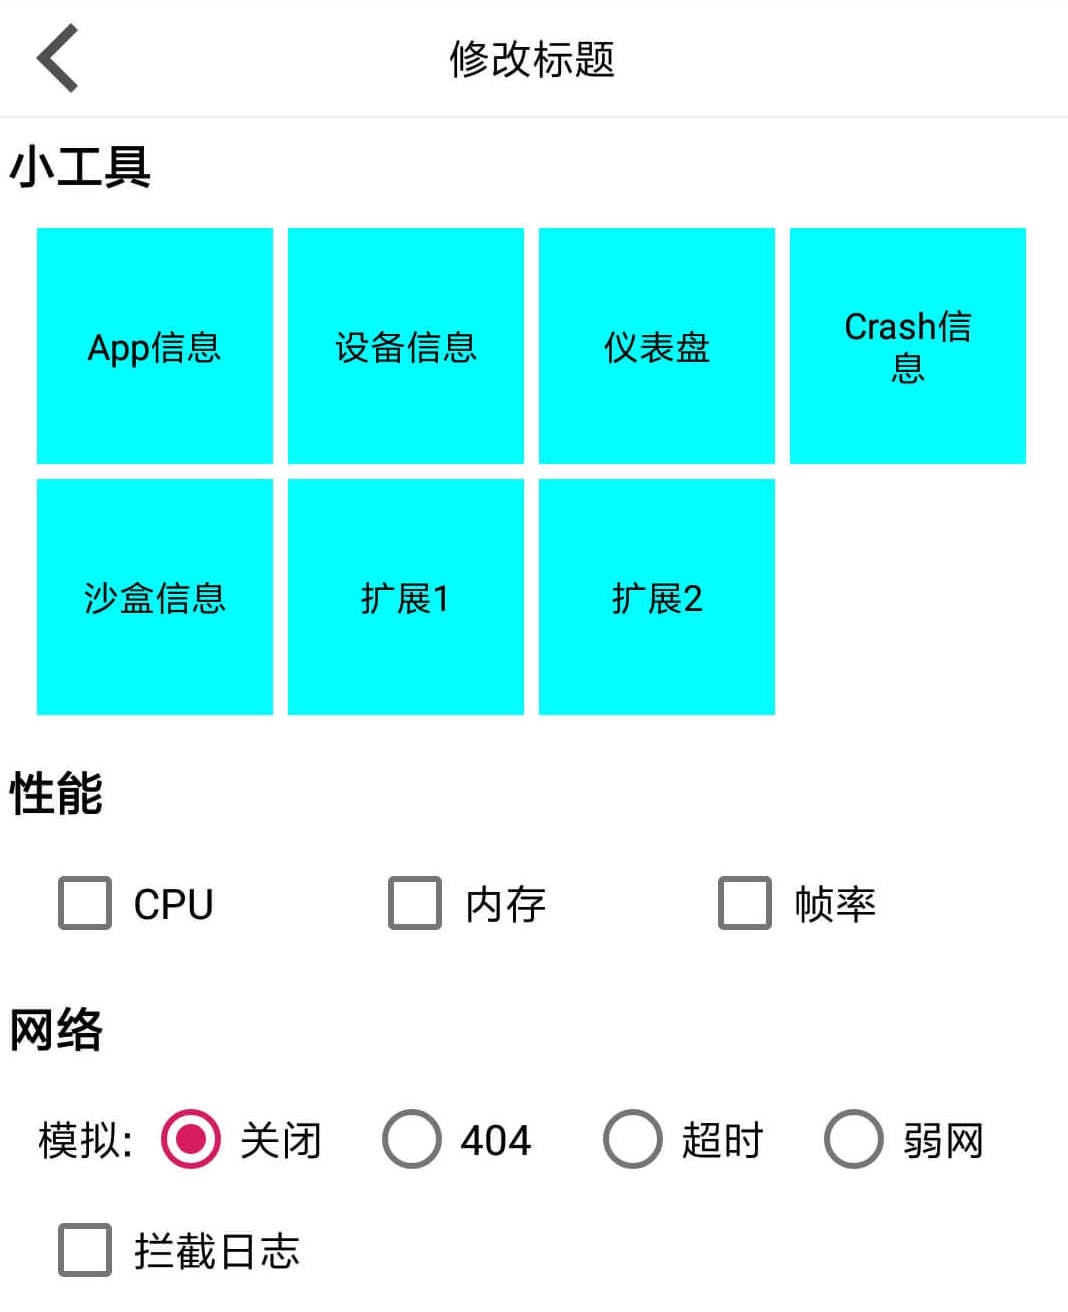 修改标题
小工具
App信息 设备信息 仪表盘 Crash信
息
沙盒信息 扩展1 扩展2
性能
CPU 内存 帧率
网络
模拟: 关闭 404 超时 弱网
拦截日志